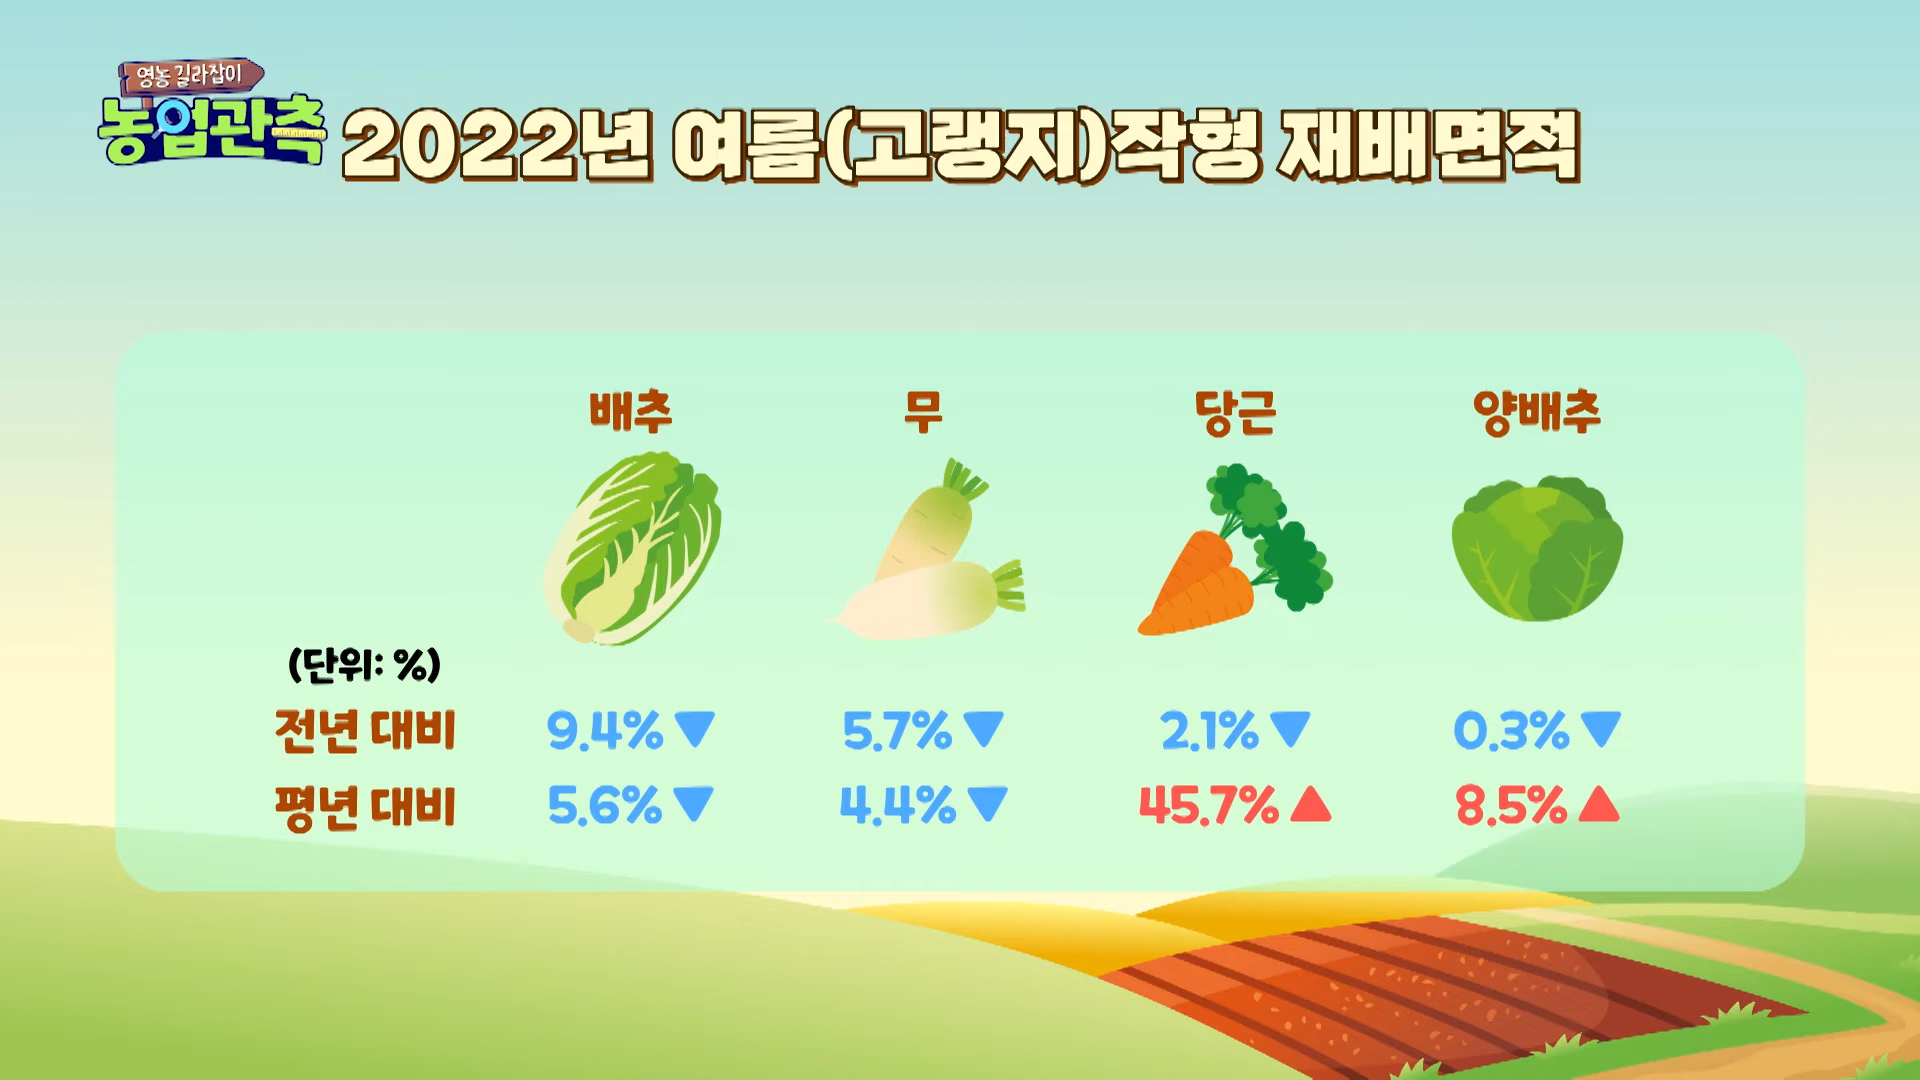 영농 길라잡이
농업관측
2022년 여름(고랭지)작형 재배면적
배추 무 당근 양배추
(단위: %)
전년 대비 9.4% ▼ 5.7% ▼ 2.1% ▼ 0.3% ▼
평년 대비 5.6% ▼ 4.4% ▼ 45.7% ▲ 8.5% ▲